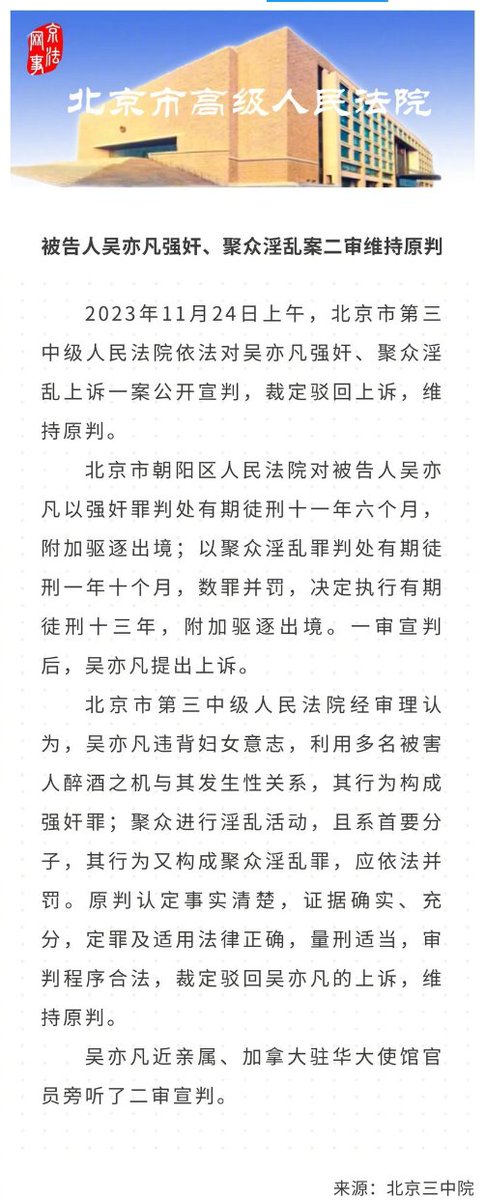 京法网事
北京市高级人民法院
被告人吴亦凡强奸、聚众淫乱案二审维持原判
2023年11月24日上午，北京市第三
中级人民法院依法对吴亦凡强奸、聚众淫
乱上诉一案公开宣判，裁定驳回上诉，维
持原判。
北京市朝阳区人民法院对被告人吴亦
凡以强奸罪判处有期徒刑十一年六个月，
附加驱逐出境；以聚众淫乱罪判处有期徒
刑一年十个月，数罪并罚，决定执行有期
徒刑十三年，附加驱逐出境。一审宣判
后，吴亦凡提出上诉。
北京市第三中级人民法院经审理认
为，吴亦凡违背妇女意志，利用多名被害
人醉酒之机与其发生性关系，其行为构成
强奸罪；聚众进行淫乱活动，且系首要分
子，其行为又构成聚众淫乱罪，应依法并
罚。原判认定事实清楚，证据确实、充
分，定罪及适用法律正确，量刑适当，审
判程序合法，裁定驳回吴亦凡的上诉，维
持原判。
吴亦凡近亲属、加拿大驻华大使馆官
员旁听了二审宣判。
来源：北京三中院